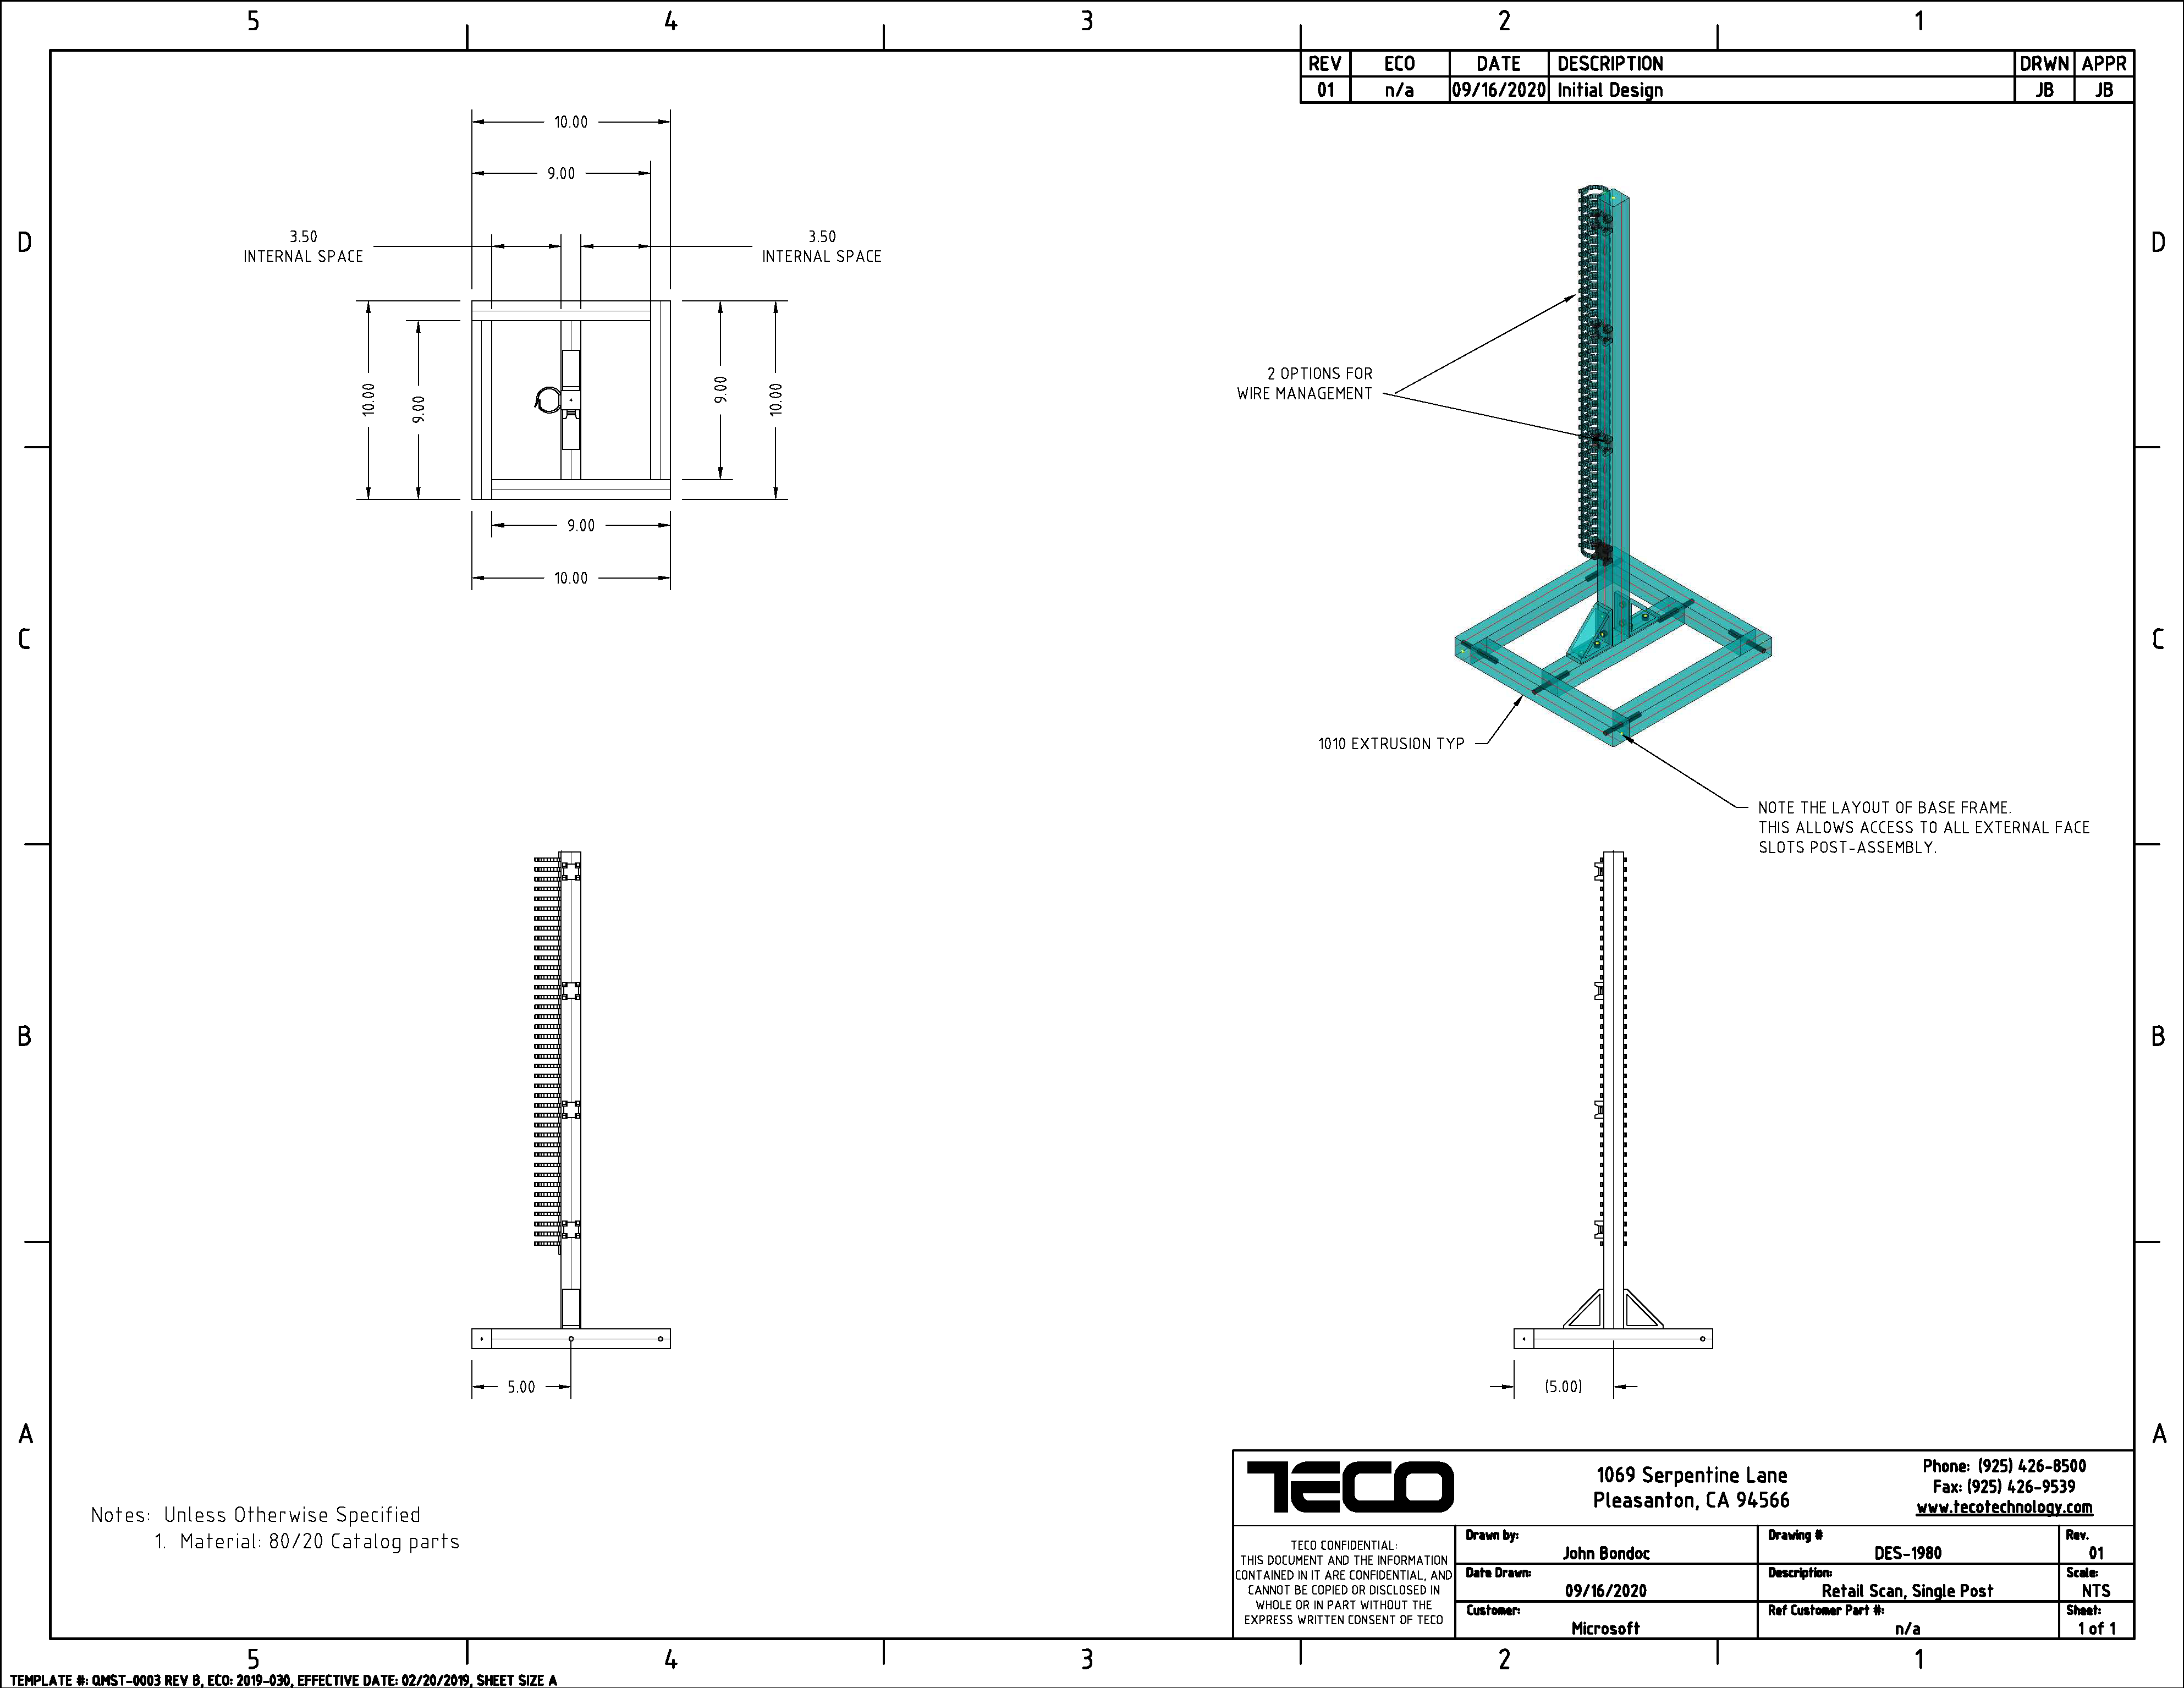 5 4 3 2 1
REV ECO DATE DESCRIPTION DRWN APPR
01 n/a 09/16/2020 Initial Design JB JB
10.00
9.00
3.50
INTERNAL SPACE
3.50
INTERNAL SPACE
D D
10.00
9.00
9.00
10.00
9.00
10.00
2 OPTIONS FOR
WIRE MANAGEMENT
C C
1010 EXTRUSION TYP
NOTE THE LAYOUT OF BASE FRAME.
THIS ALLOWS ACCESS TO ALL EXTERNAL FACE
SLOTS POST-ASSEMBLY.
B B
5.00
(5.00)
A A
Notes: Unless Otherwise Specified
1. Material: 80/20 Catalog parts
TECO
1069 Serpentine Lane
Pleasanton, CA 94566
Phone: (925) 426-8500
Fax: (925) 426-9539
www.tecotechnology.com
TECO CONFIDENTIAL:
THIS DOCUMENT AND THE INFORMATION
CONTAINED IN IT ARE CONFIDENTIAL, AND
CANNOT BE COPIED OR DISCLOSED IN
WHOLE OR IN PART WITHOUT THE
EXPRESS WRITTEN CONSENT OF TECO
Drawn by:
John Bondoc
Drawing #
DES-1980
Rev.
01
Date Drawn:
09/16/2020
Description:
Retail Scan, Single Post
Scale:
NTS
Customer:
Microsoft
Ref Customer Part #:
n/a
Sheet:
1 of 1
5 4 3 2 1
TEMPLATE #: QMST-0003 REV B, ECO: 2019-030, EFFECTIVE DATE: 02/20/2019, SHEET SIZE A